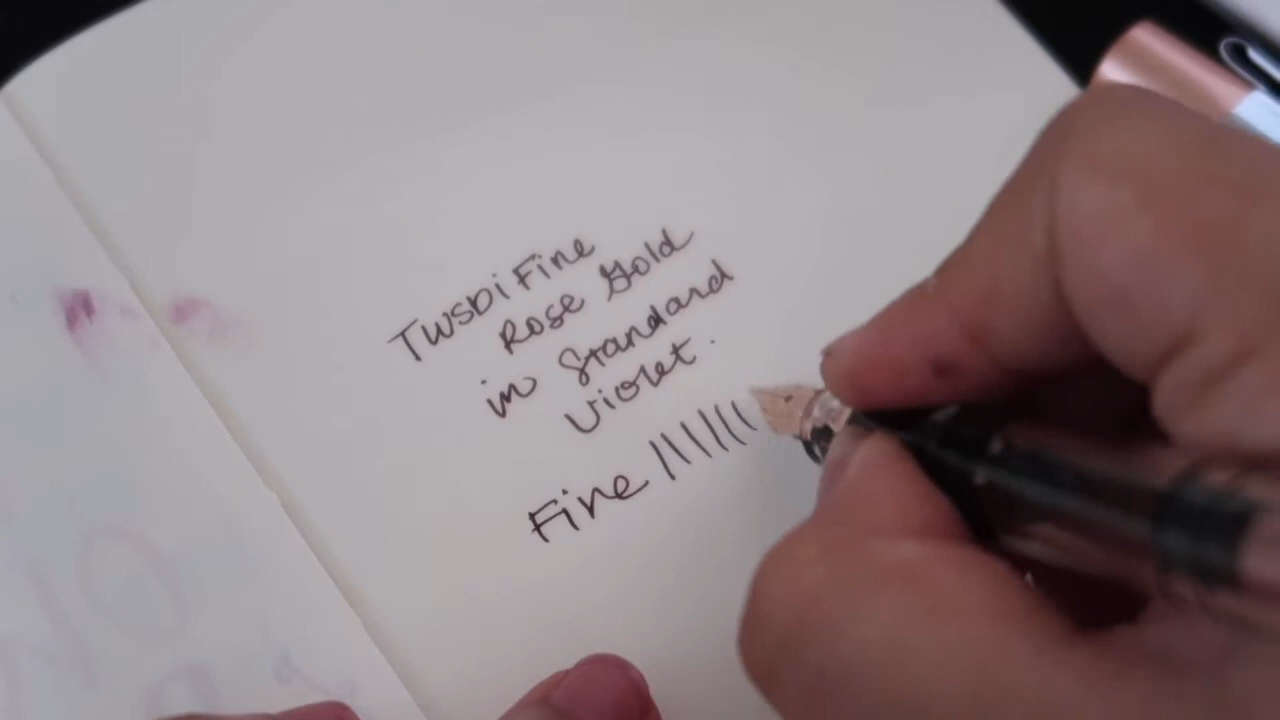 Twsbi Fine
Rose Gold
in Standard
Violet.
Fine ||||||